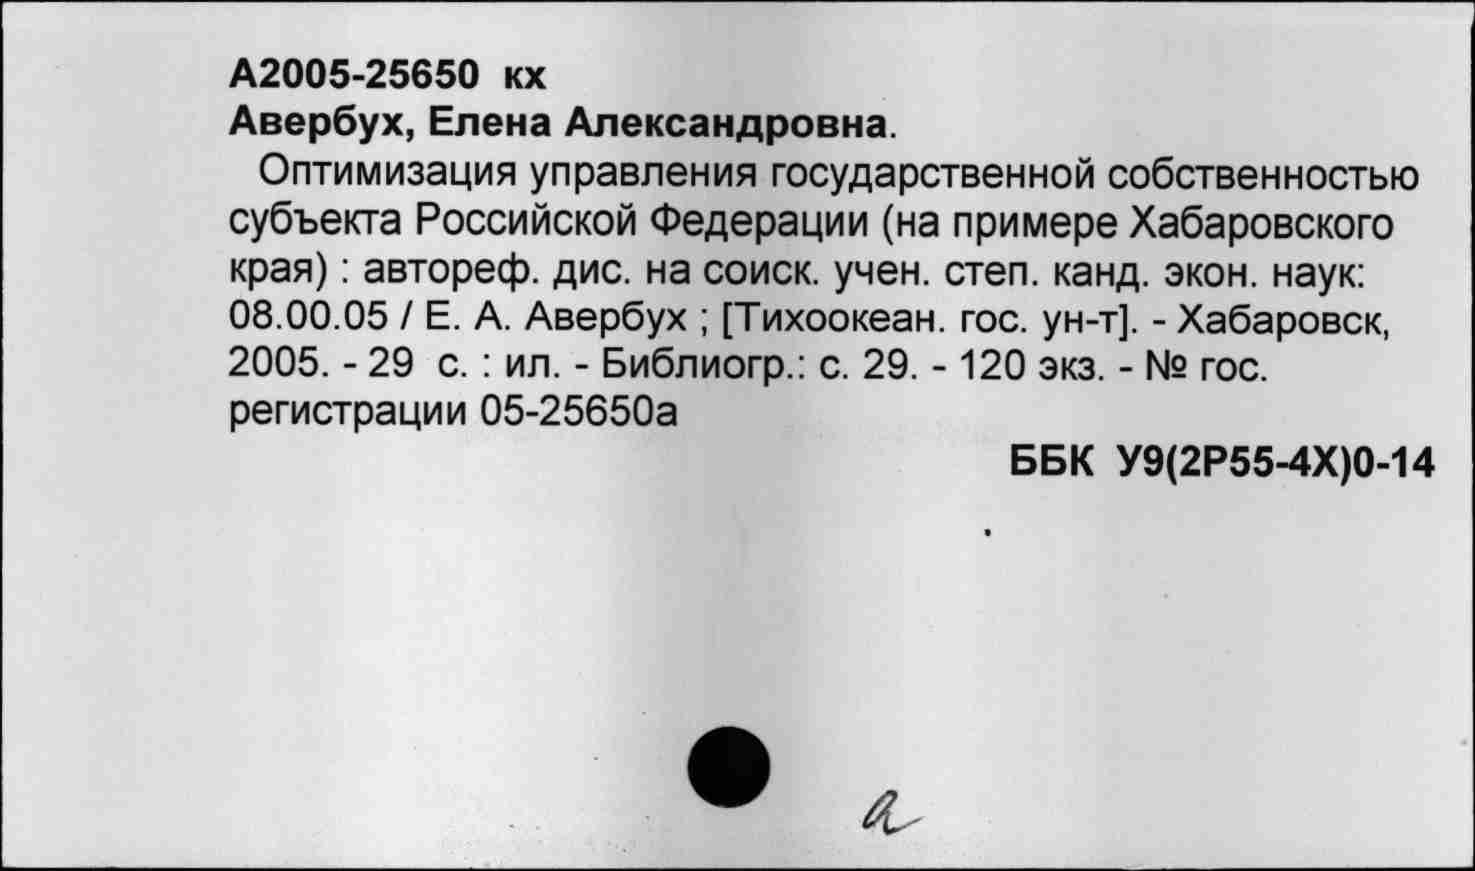 А2005-25650 кх
Авербух, Елена Александровна.
Оптимизация управления государственной собственностью
субъекта Российской Федерации (на примере Хабаровского
края) : автореф. дис. на соиск. учен. степ. канд. экон. наук:
08.00.05 / Е. А. Авербух ; [Тихоокеан. гос. ун-т]. - Хабаровск,
2005. - 29 с. : ил. - Библиогр.: с. 29. - 120 экз. - № гос.
регистрации 05-25650а
ББК У9(2Р55-4Х)0-14
а